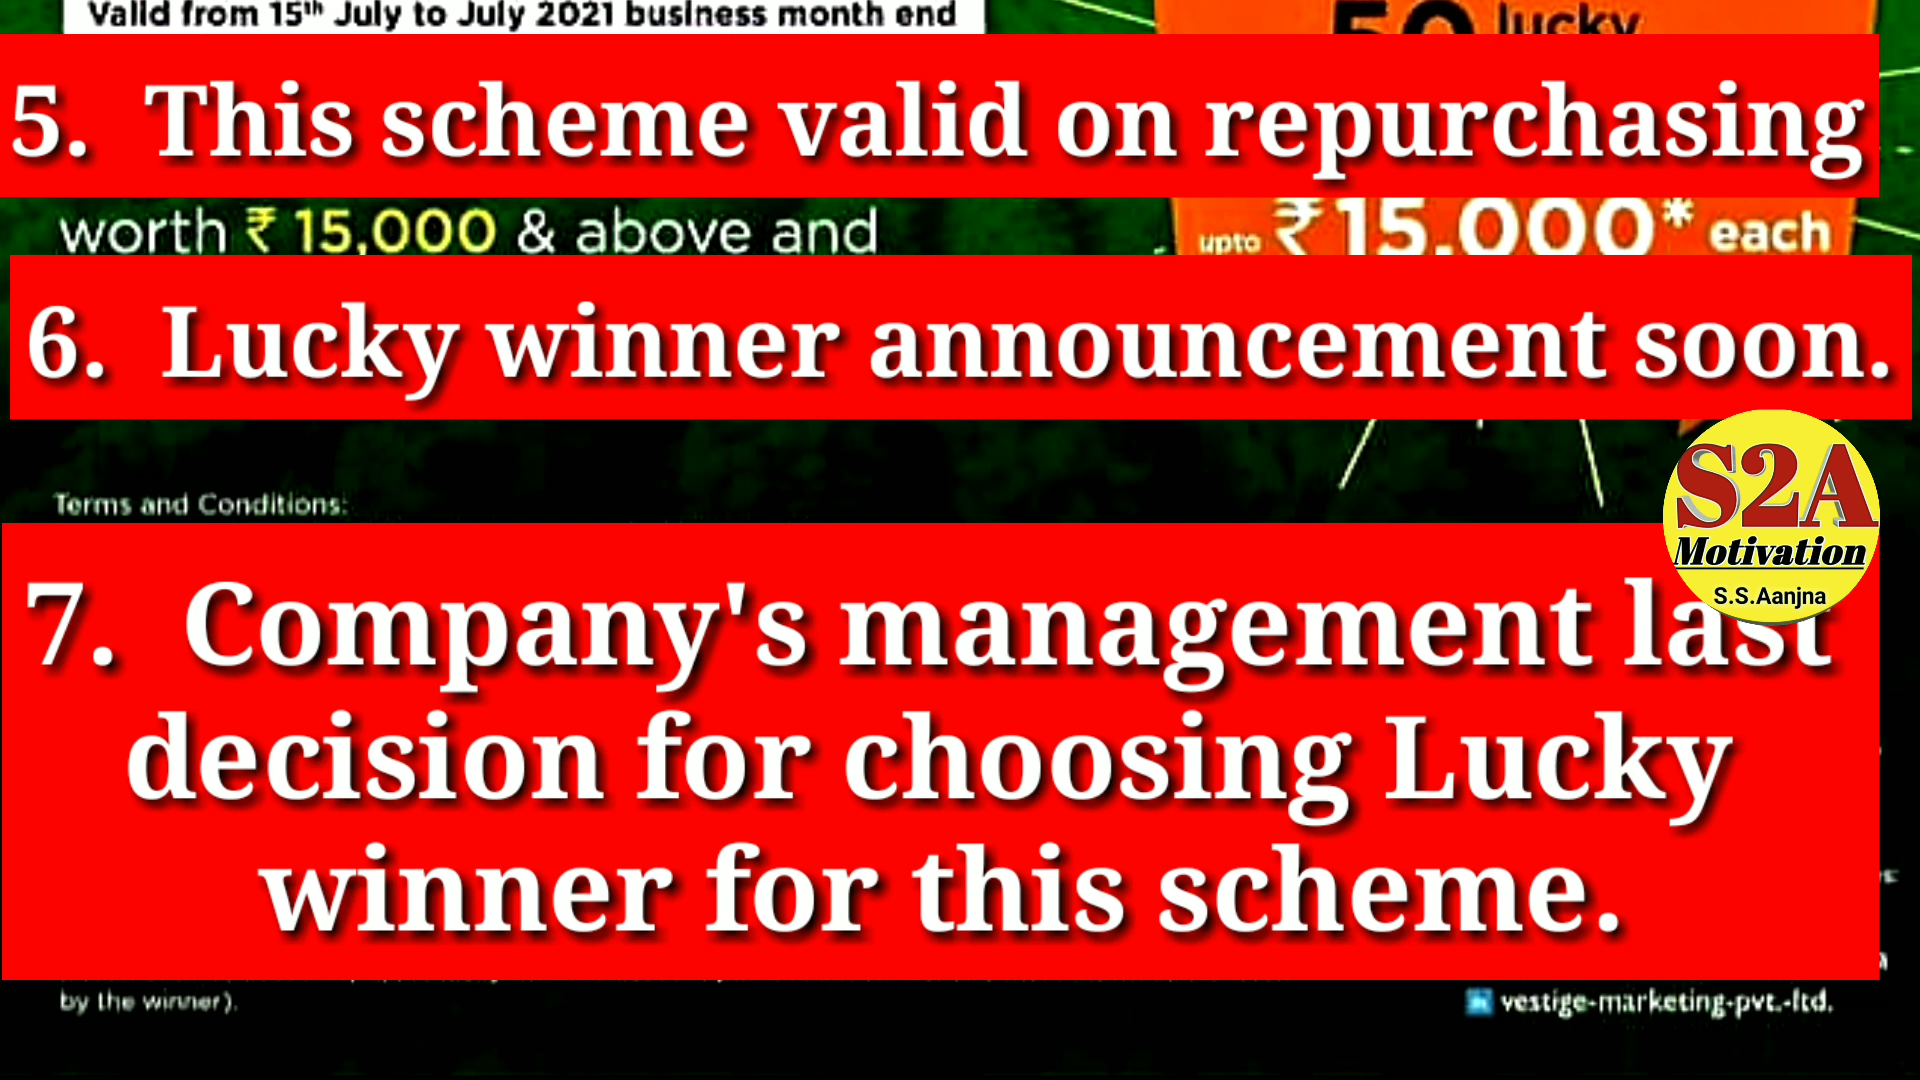 Valid from 15th July to July 2021 business month end
50 lucky
5. This scheme valid on repurchasing
worth ₹ 15,000 & above and
upto ₹ 15,000* each
6. Lucky winner announcement soon.
Terms and Conditions:
S2A
Motivation
S.S.Aanjna
7. Company's management last
decision for choosing Lucky
winner for this scheme.
by the winner).
vestige-marketing-pvt.-ltd.